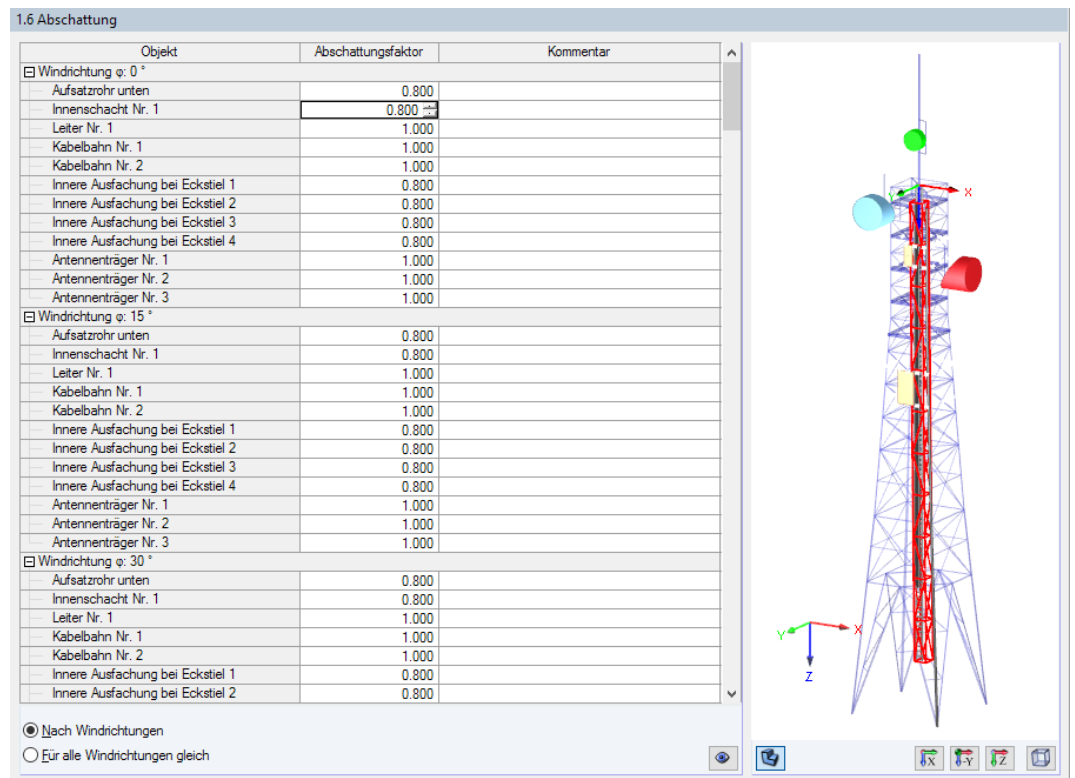 1.6 Abschattung
Objekt Abschattungsfaktor Kommentar
Windrichtung φ: 0 °
Aufsatzrohr unten 0.800
Innenschacht Nr. 1 0.800
Leiter Nr. 1 1.000
Kabelbahn Nr. 1 1.000
Kabelbahn Nr. 2 1.000
Innere Ausfachung bei Eckstiel 1 0.800
Innere Ausfachung bei Eckstiel 2 0.800
Innere Ausfachung bei Eckstiel 3 0.800
Innere Ausfachung bei Eckstiel 4 0.800
Antennenträger Nr. 1 1.000
Antennenträger Nr. 2 1.000
Antennenträger Nr. 3 1.000
Windrichtung φ: 15 °
Aufsatzrohr unten 0.800
Innenschacht Nr. 1 0.800
Leiter Nr. 1 1.000
Kabelbahn Nr. 1 1.000
Kabelbahn Nr. 2 1.000
Innere Ausfachung bei Eckstiel 1 0.800
Innere Ausfachung bei Eckstiel 2 0.800
Innere Ausfachung bei Eckstiel 3 0.800
Innere Ausfachung bei Eckstiel 4 0.800
Antennenträger Nr. 1 1.000
Antennenträger Nr. 2 1.000
Antennenträger Nr. 3 1.000
Windrichtung φ: 30 °
Aufsatzrohr unten 0.800
Innenschacht Nr. 1 0.800
Leiter Nr. 1 1.000
Kabelbahn Nr. 1 1.000
Kabelbahn Nr. 2 1.000
Innere Ausfachung bei Eckstiel 1 0.800
Innere Ausfachung bei Eckstiel 2 0.800
Nach Windrichtungen
Für alle Windrichtungen gleich
X
Y
Y
X
Z
X
-Y
Z